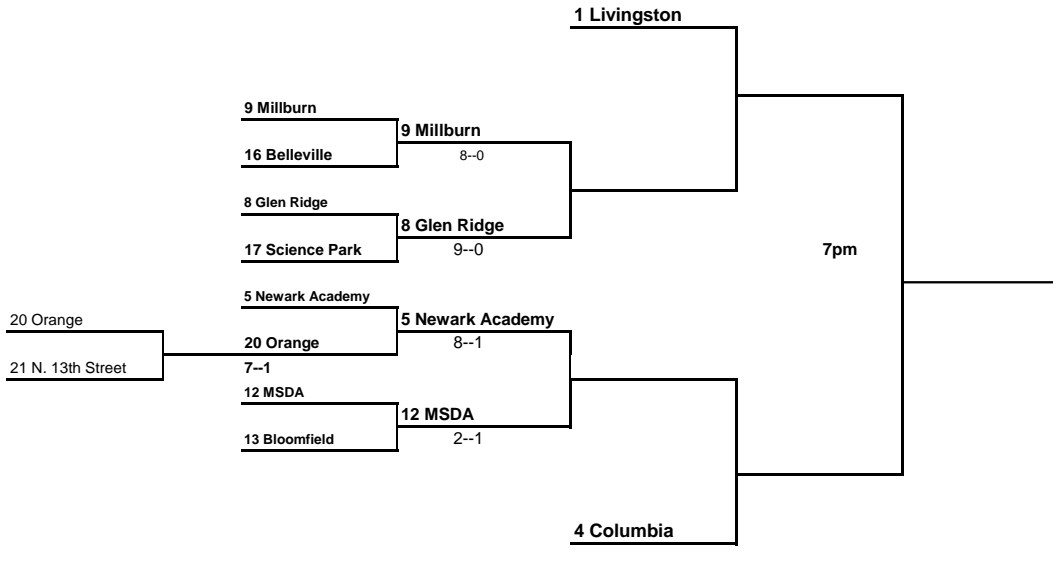 1 Livingston
9 Millburn
9 Millburn
16 Belleville
8--0
8 Glen Ridge
8 Glen Ridge
17 Science Park
9--0
7pm
5 Newark Academy
20 Orange
5 Newark Academy
20 Orange
8--1
21 N. 13th Street
7--1
12 MSDA
12 MSDA
13 Bloomfield
2--1
4 Columbia